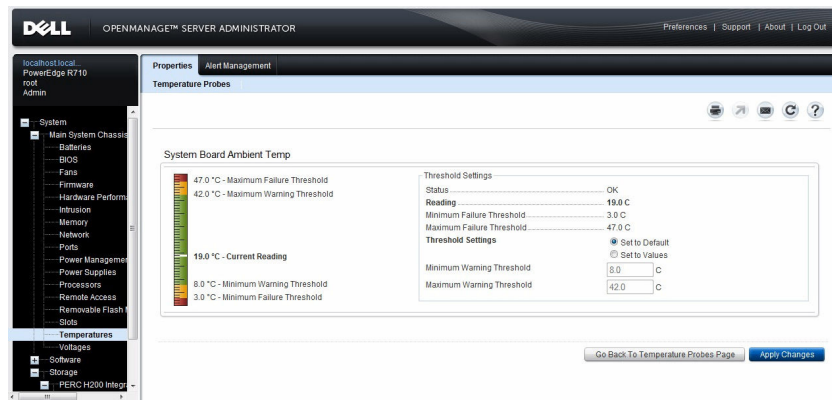 DELL OPENMANAGE™ SERVER ADMINISTRATOR
Preferences | Support | About | Log Out
localhost.local...
PowerEdge R710
root
Admin
System
Main System Chassis
Batteries
BIOS
Fans
Firmware
Hardware Performa
Intrusion
Memory
Network
Ports
Power Managemen
Power Supplies
Processors
Remote Access
Removable Flash
Slots
Temperatures
Voltages
Software
Storage
PERC H200 Integr
Properties Alert Management
Temperature Probes
?
System Board Ambient Temp
47.0 °C - Maximum Failure Threshold
42.0 °C - Maximum Warning Threshold
19.0 °C - Current Reading
8.0 °C - Minimum Warning Threshold
3.0 °C - Minimum Failure Threshold
Threshold Settings
Status OK
Reading 19.0 C
Minimum Failure Threshold 3.0 C
Maximum Failure Threshold 47.0 C
Threshold Settings Set to Default
Set to Values
Minimum Warning Threshold 8.0 C
Maximum Warning Threshold 42.0 C
Go Back To Temperature Probes Page Apply Changes